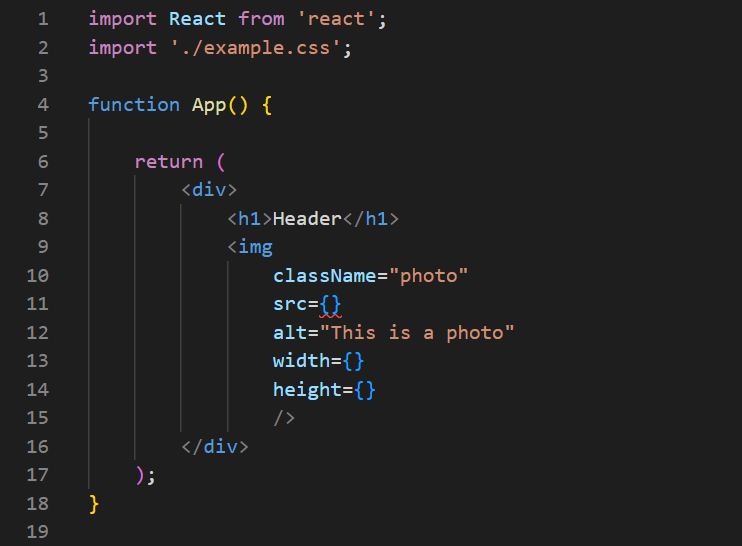 1 import React from 'react';
2 import './example.css';
3
4 function App() {
5
6     return (
7         <div>
8             <h1>Header</h1>
9             <img
10                 className="photo"
11                 src={}
12                 alt="This is a photo"
13                 width={}
14                 height={}
15                 />
16         </div>
17     );
18 }
19